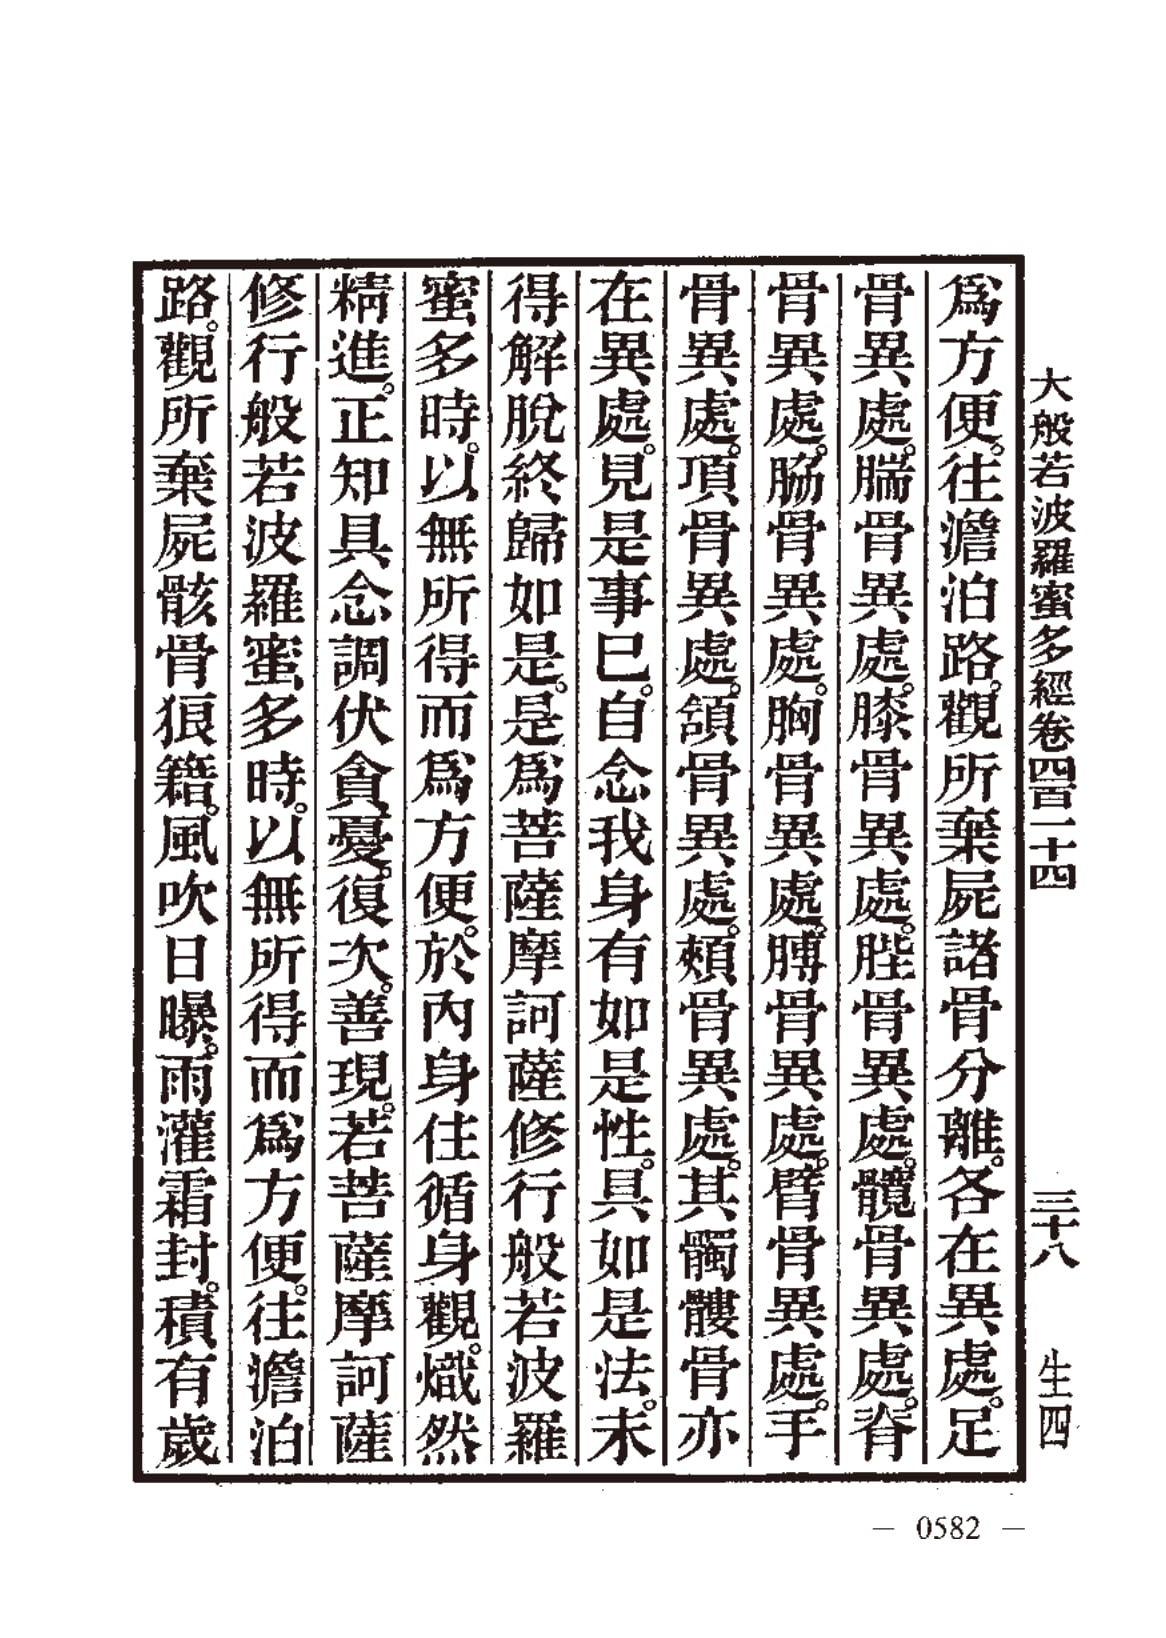 大般若波羅蜜多經卷四百一十四　三十八　生四
爲方便。往澹泊路。觀所棄屍諸骨分離。各在異處。足
骨異處。腨骨異處。膝骨異處。䏶骨異處。髖骨異處。脊
骨異處。脇骨異處。胸骨異處。膊骨異處。臂骨異處。手
骨異處。項骨異處。頷骨異處。頰骨異處。其髑髏骨亦
在異處。見是事已。自念我身有如是性。具如是法。未
得解脫終歸如是。是爲菩薩摩訶薩修行般若波羅
蜜多時。以無所得而爲方便。於內身住循身觀。熾然
精進。正知具念調伏貪憂。復次。善現。若菩薩摩訶薩
修行般若波羅蜜多時。以無所得而爲方便。往澹泊
路。觀所棄屍骸骨狼籍。風吹日曝。雨灌霜封。積有歲
— 0582 —